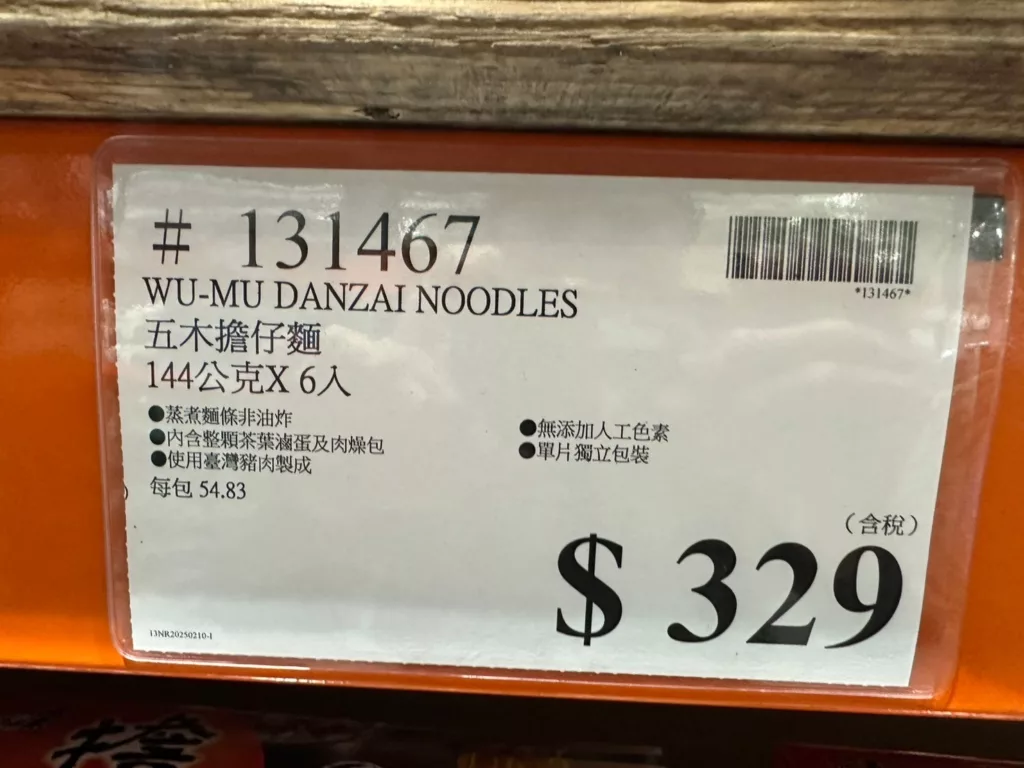 # 131467
*131467*
WU-MU DANZAI NOODLES
五木擔仔麵
144公克X 6入
●蒸煮麵條非油炸
●內含整顆茶葉滷蛋及肉燥包
●使用臺灣豬肉製成
●無添加人工色素
●單片獨立包裝
每包 54.83
（含稅）
$ 329
13NR20250210-1
擔